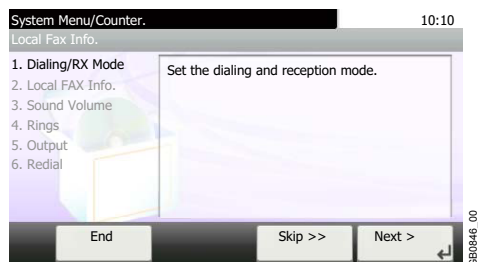 System Menu/Counter.
10:10
Local Fax Info.
1. Dialing/RX Mode
2. Local FAX Info.
3. Sound Volume
4. Rings
5. Output
6. Redial
Set the dialing and reception mode.
End
Skip >>
Next >
GB0846_00